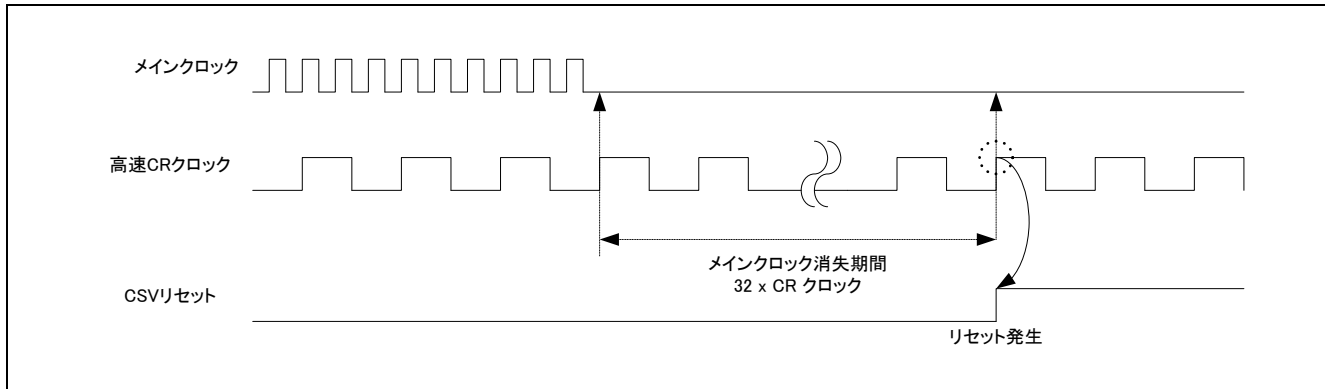 メインクロック
高速CRクロック
メインクロック消失期間
32 x CR クロック
CSVリセット
リセット発生